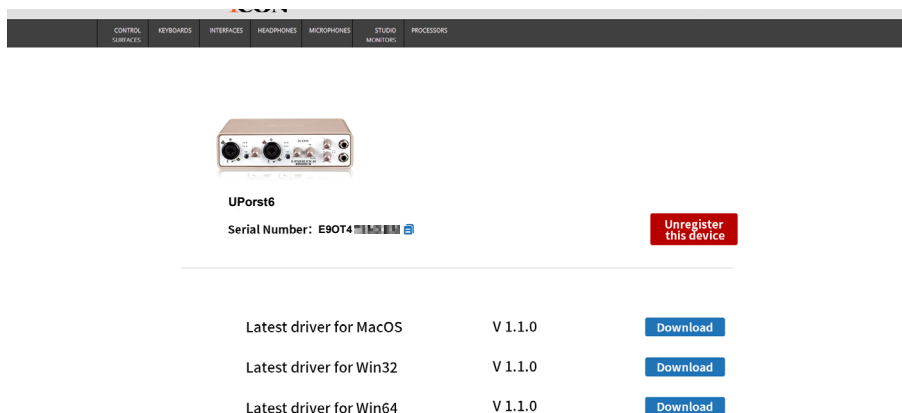 iCON
CONTROL SURFACES
KEYBOARDS
INTERFACES
HEADPHONES
MICROPHONES
STUDIO MONITORS
PROCESSORS
UPorst6
Serial Number: E9OT4
Unregister
this device
Latest driver for MacOS
V 1.1.0
Download
Latest driver for Win32
V 1.1.0
Download
Latest driver for Win64
V 1.1.0
Download